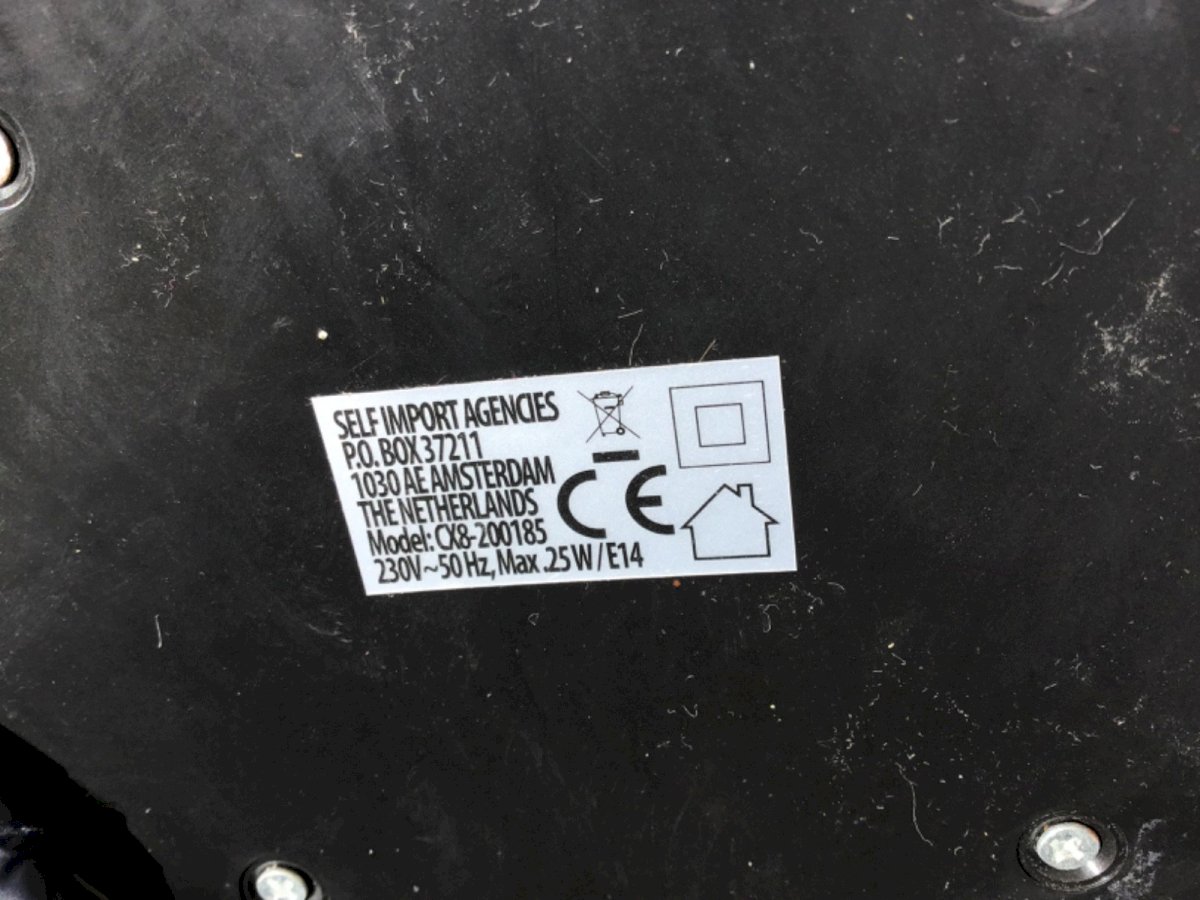 SELF IMPORT AGENCIES
P.O. BOX 37211
1030 AE AMSTERDAM
THE NETHERLANDS
Model: CX8-200185
230V~50 Hz, Max .25W/E14
CE